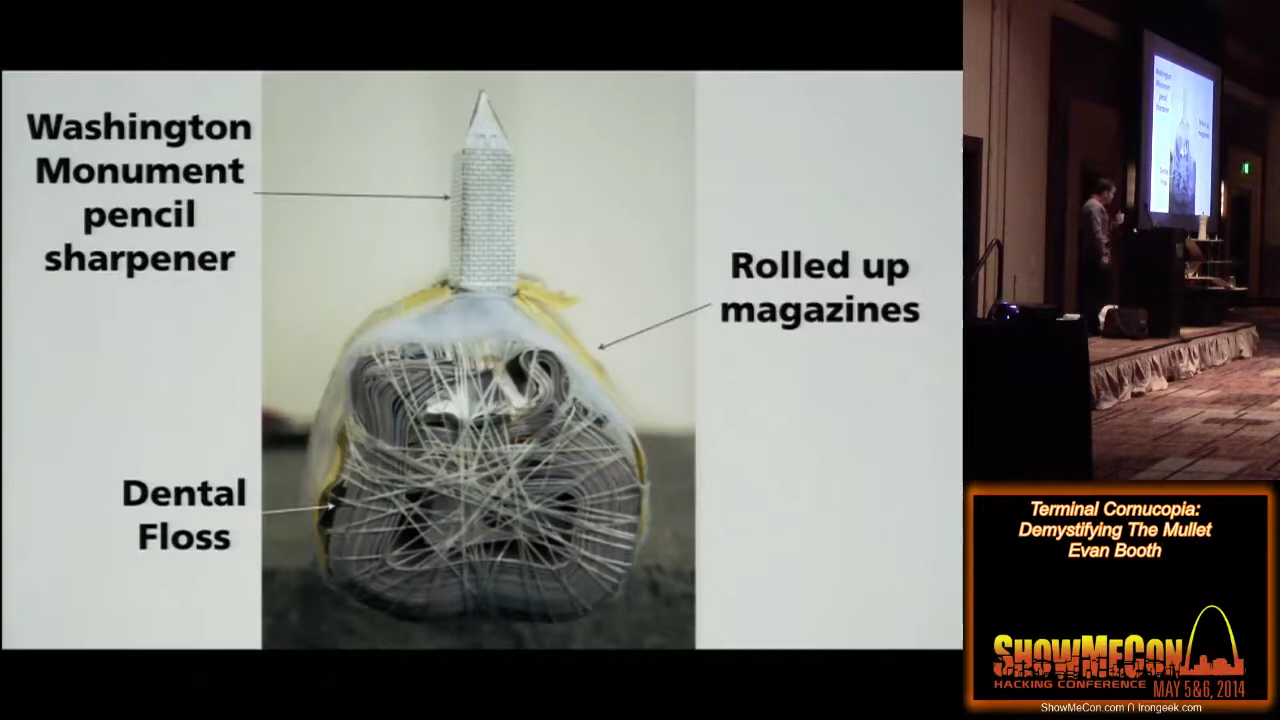 Washington
Monument
pencil
sharpener
Rolled up
magazines
Dental
Floss
Terminal Cornucopia:
Demystifying The Mullet
Evan Booth
SHOWMECON
HACKING CONFERENCE
MAY 5&6, 2014
ShowMeCon.com ∩ Irongeek.com